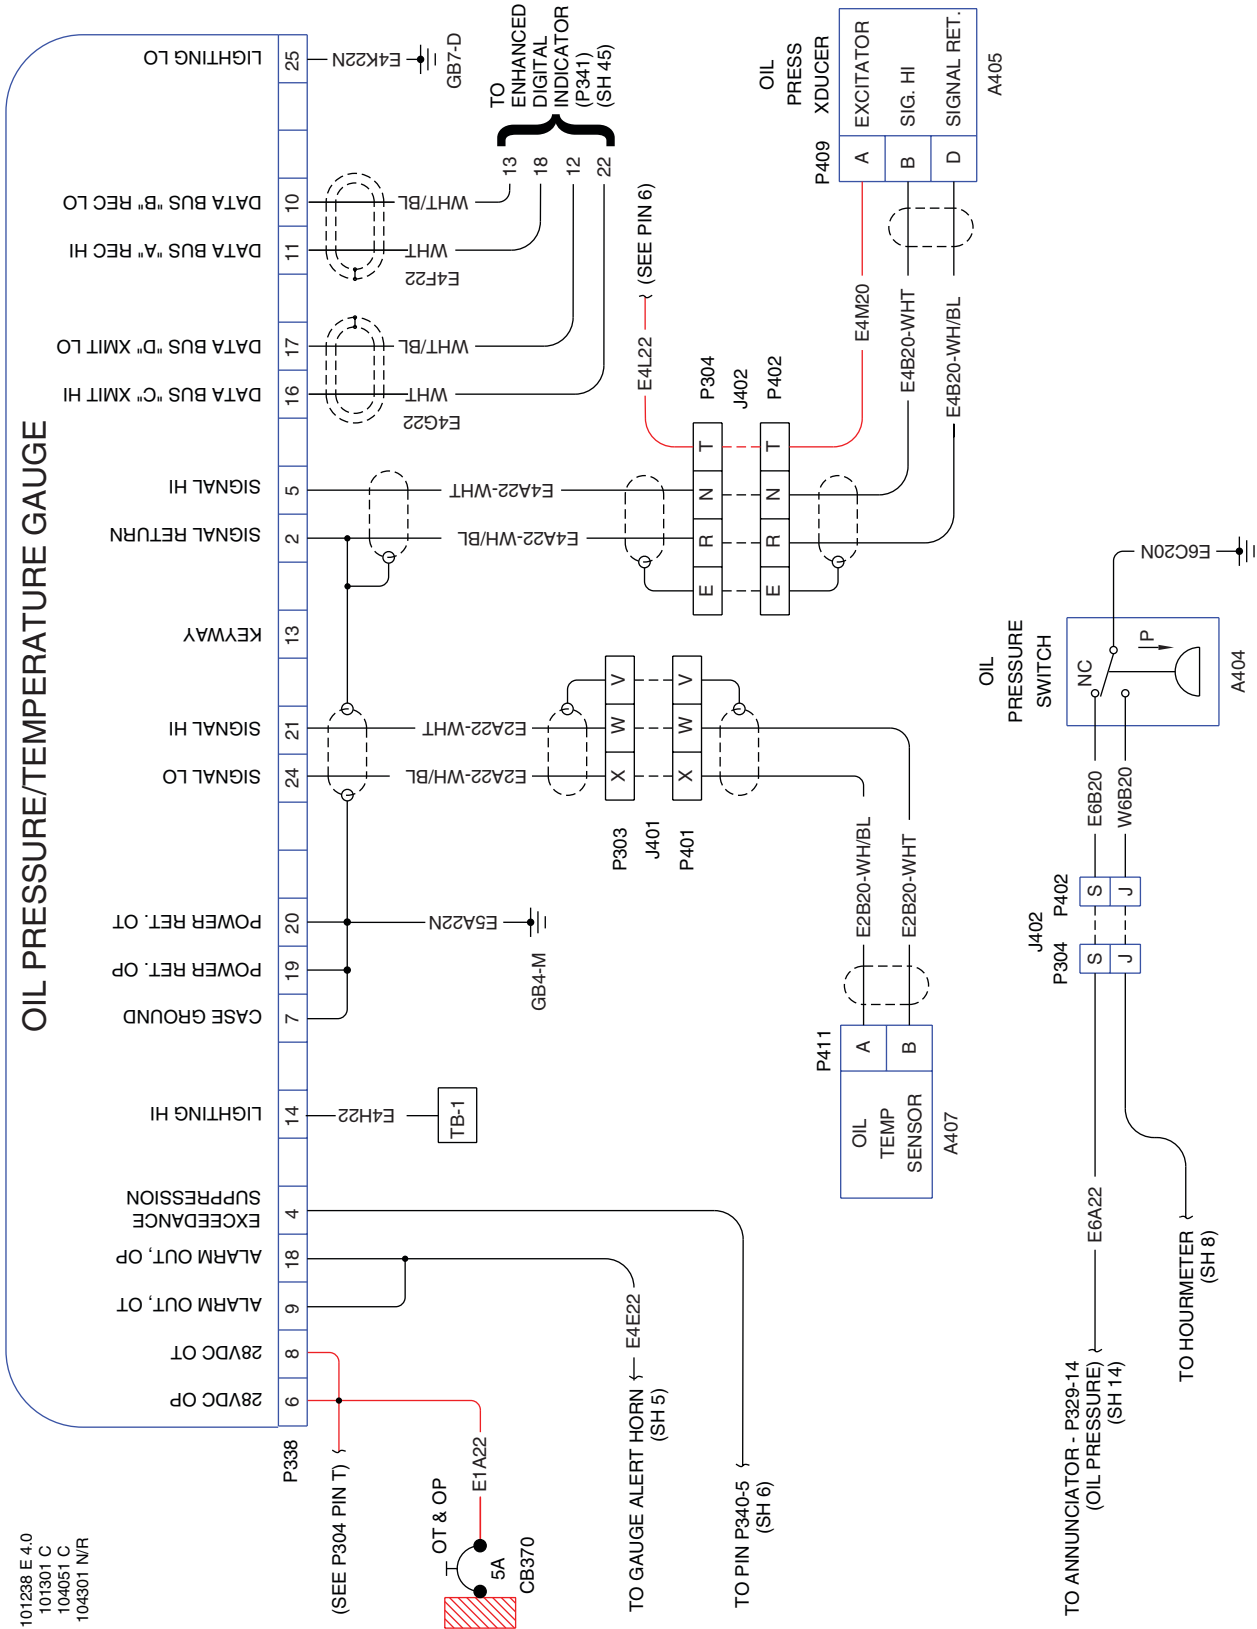 OIL PRESSURE/TEMPERATURE GAUGE
101238 E 4.0
101301 C
104051 C
104301 N/R
P338
6 28VDC OP
8 28VDC OT
9 ALARM OUT, OT
18 ALARM OUT, OP
4 EXCEEDANCE
SUPPRESSION
14 LIGHTING HI
7 CASE GROUND
19 POWER RET. OP
20 POWER RET. OT
24 SIGNAL LO
21 SIGNAL HI
13 KEYWAY
2 SIGNAL RETURN
5 SIGNAL HI
16 DATA BUS "C" XMIT HI
17 DATA BUS "D" XMIT LO
11 DATA BUS "A" REC HI
10 DATA BUS "B" REC LO
25 LIGHTING LO
(SEE P304 PIN T)
OT & OP
5A
CB370
E1A22
TO GAUGE ALERT HORN
(SH 5)
E4E22
TO PIN P340-5
(SH 6)
E4H22
TB-1
E5A22N
GB4-M
E2A22-WH/BL
E2A22-WHT
E4A22-WH/BL
E4A22-WHT
E4G22
WHT
WHT/BL
E4F22
WHT
WHT/BL
E4K22N
GB7-D
13
18
12
22
TO
ENHANCED
DIGITAL
INDICATOR
(P341)
(SH 45)
P303
X W V
J401
P401
X W V
E4L22
(SEE PIN 6)
P304
E R N T
J402
P402
E R N T
E2B20-WH/BL
E2B20-WHT
P411
A
B
OIL
TEMP
SENSOR
A407
E4M20
E4B20-WHT
E4B20-WH/BL
P409
A EXCITATOR
B SIG. HI
D SIGNAL RET.
OIL
PRESS
XDUCER
A405
TO ANNUNCIATOR - P329-14
(OIL PRESSURE)
(SH 14)
E6A22
TO HOURMETER
(SH 8)
P304
S
J
J402
P402
S
J
E6B20
W6B20
OIL
PRESSURE
SWITCH
NC
P
A404
E6C20N